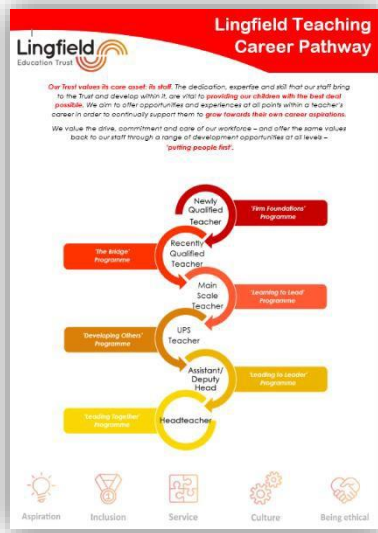 Lingfield
Education Trust
Lingfield Teaching
Career Pathway
Our Trust values its core asset: its staff. The dedication, expertise and skill that our staff bring
to the Trust and develop within it, are vital to providing our children with the best deal
possible. We aim to offer opportunities and experiences at all points within a teacher's
career in order to continually support them to grow towards their own career aspirations.
We value the drive, commitment and care of our workforce – and offer the same values
back to our staff through a range of development opportunities at all levels –
'putting people first'.
Newly
Qualified
Teacher
'Firm Foundations'
Programme
'The Bridge'
Programme
Recently
Qualified
Teacher
Main
Scale
Teacher
'Learning to Lead'
Programme
'Developing Others'
Programme
UPS
Teacher
Assistant/
Deputy
Head
'Leading to Leader'
Programme
'Leading Together'
Programme
Headteacher
Aspiration
Inclusion
Service
Culture
Being ethical